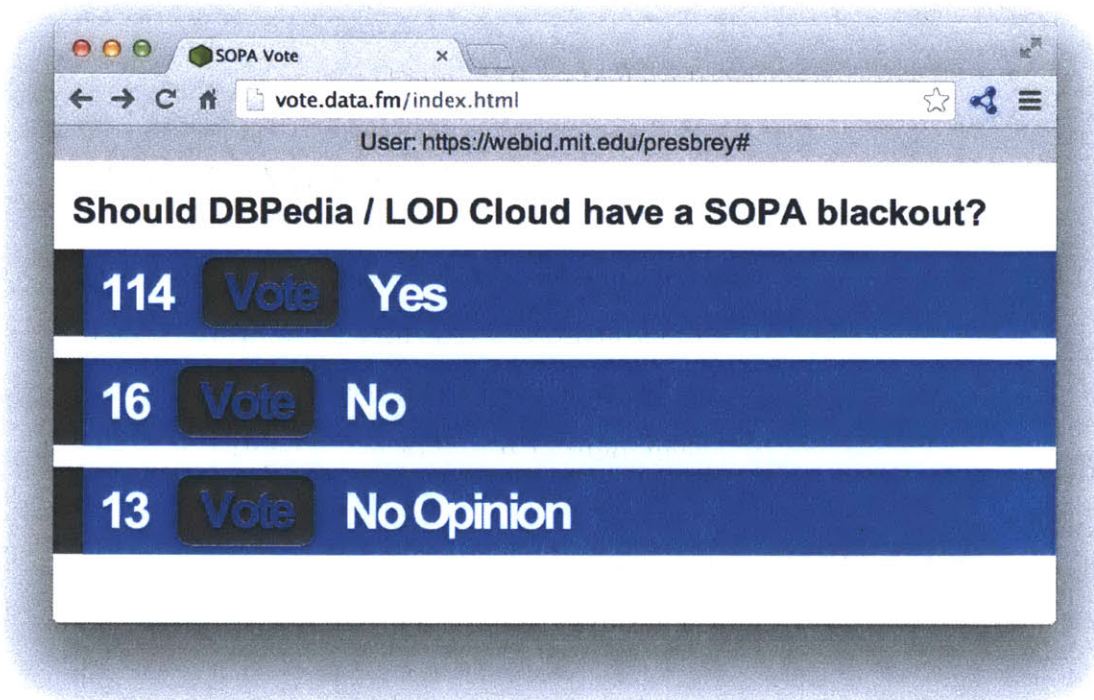 SOPA Vote
vote.data.fm/index.html
User: https://webid.mit.edu/presbrey#
Should DBPedia / LOD Cloud have a SOPA blackout?
114 Vote Yes
16 Vote No
13 Vote No Opinion